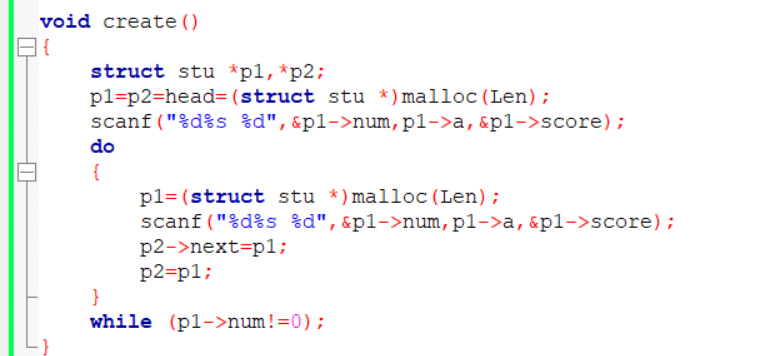 void create()
{
struct stu *p1,*p2;
p1=p2=head=(struct stu *)malloc(Len);
scanf("%d%s %d",&p1->num,p1->a,&p1->score);
do
{
p1=(struct stu *)malloc(Len);
scanf("%d%s %d",&p1->num,p1->a,&p1->score);
p2->next=p1;
p2=p1;
}
while (p1->num!=0);
}